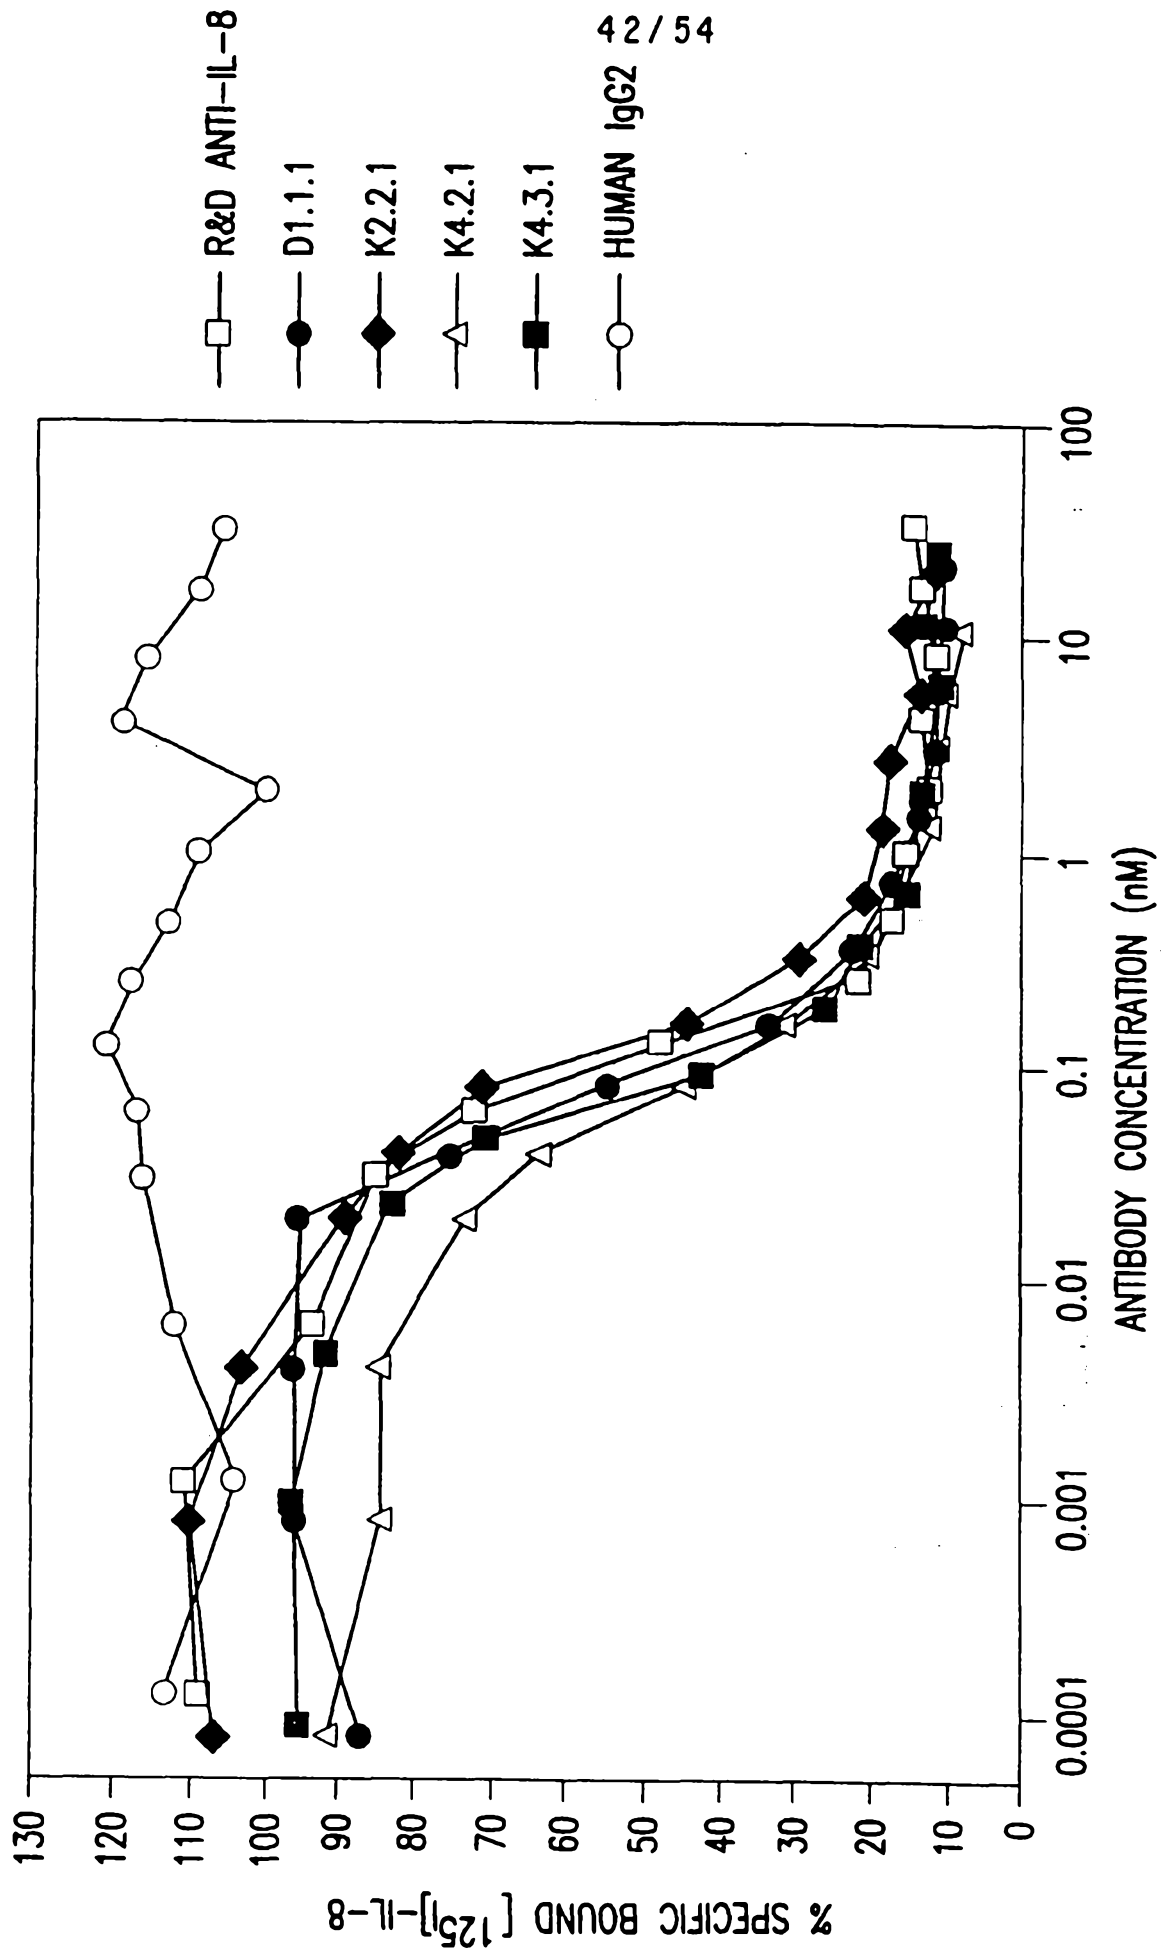 42/54
R&D ANTI-IL-8
D1.1.1
K2.2.1
K4.2.1
K4.3.1
HUMAN IgG2
% SPECIFIC BOUND [125I]-IL-8
130
120
110
100
90
80
70
60
50
40
30
20
10
0
0.0001
0.001
0.01
0.1
1
10
100
ANTIBODY CONCENTRATION (nM)